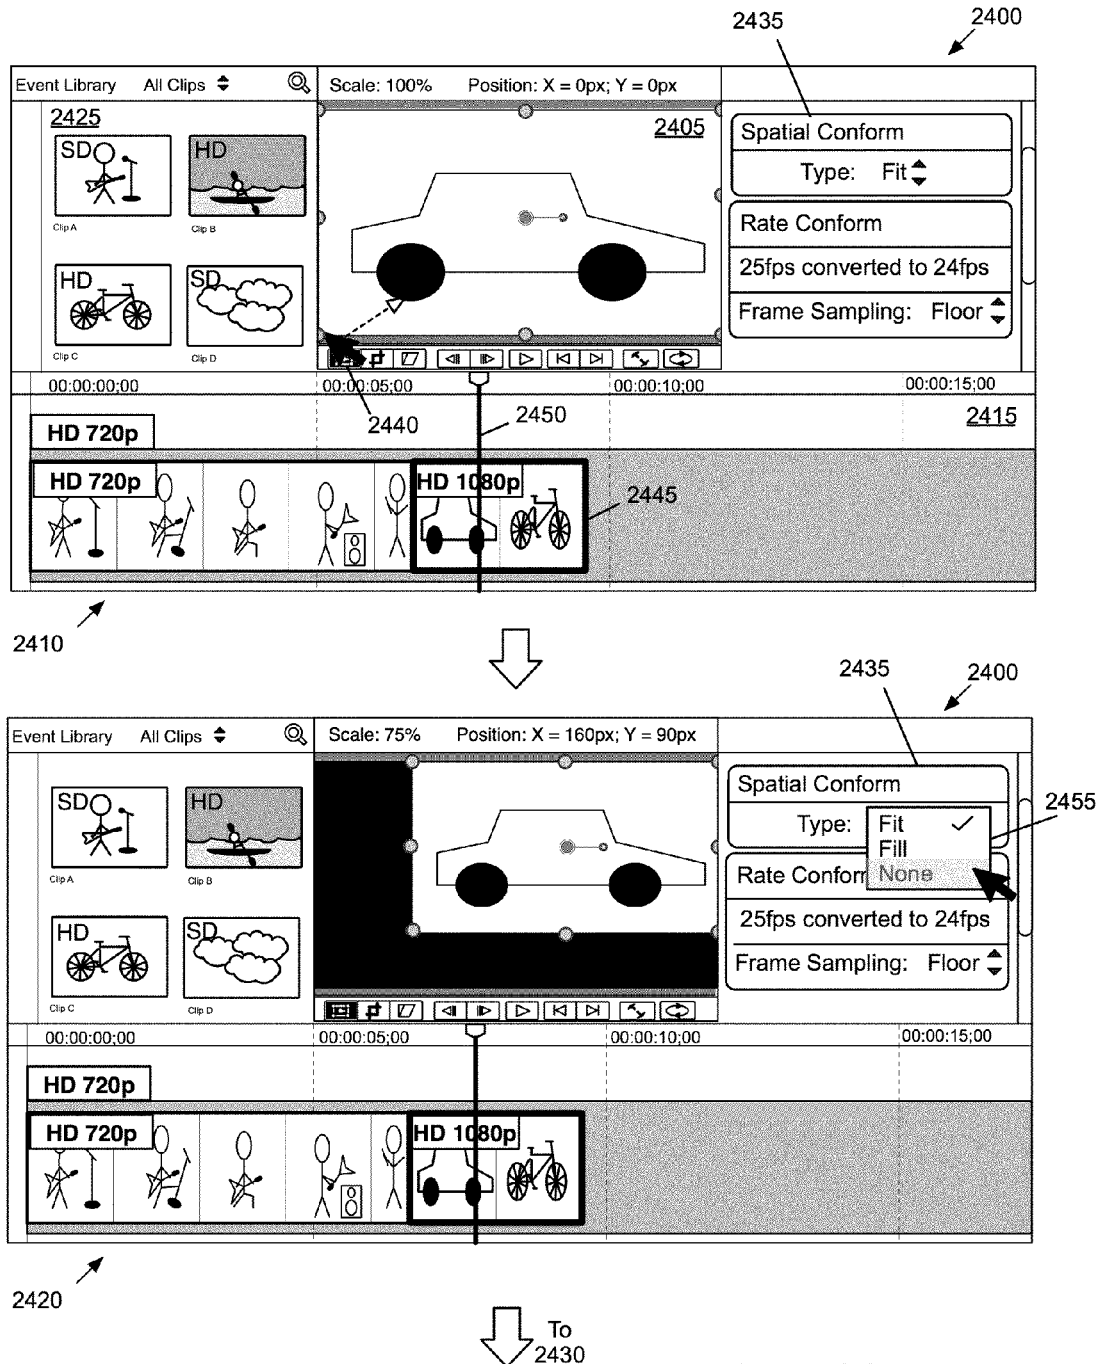 2435
2400
Event Library All Clips
Scale: 100% Position: X = 0px; Y = 0px
2425
2405
SD
HD
Clip A
Clip B
HD
SD
Clip C
Clip D
Spatial Conform
Type: Fit
Rate Conform
25fps converted to 24fps
Frame Sampling: Floor
00:00:00;00
00:00:05;00
00:00:10;00
00:00:15;00
2440
2450
2415
HD 720p
HD 720p
HD 1080p
2445
2410
2435
2400
Event Library All Clips
Scale: 75% Position: X = 160px; Y = 90px
SD
HD
Clip A
Clip B
HD
SD
Clip C
Clip D
Spatial Conform
2455
Type: Fit
Fill
None
Rate Conforr
25fps converted to 24fps
Frame Sampling: Floor
00:00:00;00
00:00:05;00
00:00:10;00
00:00:15;00
HD 720p
HD 720p
HD 1080p
2420
To
2430